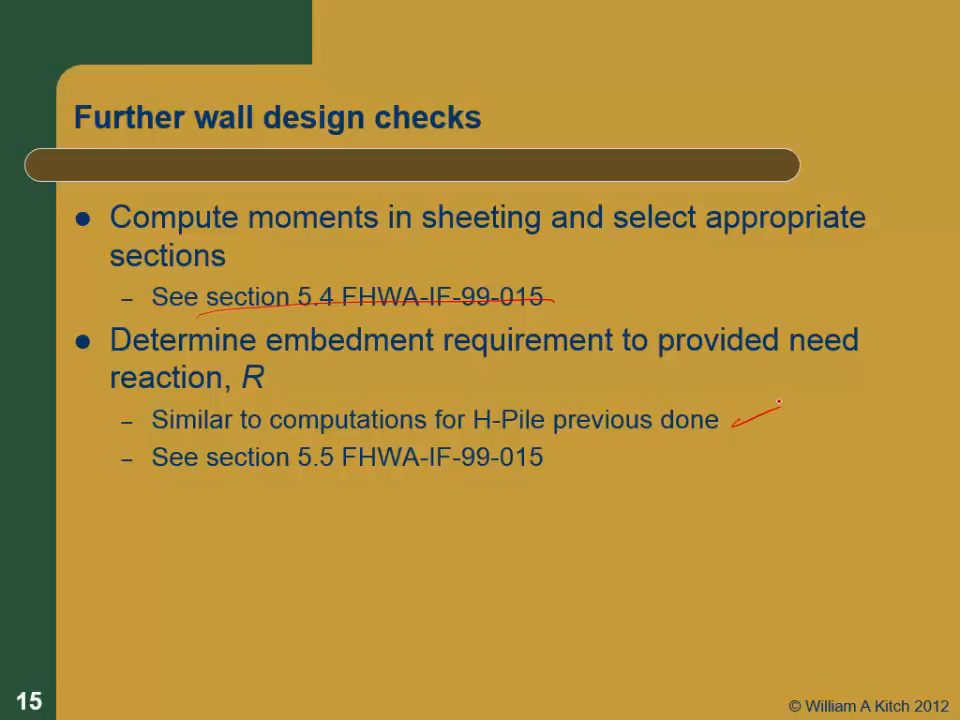 Further wall design checks
● Compute moments in sheeting and select appropriate
sections
– See section 5.4 FHWA-IF-99-015
● Determine embedment requirement to provided need
reaction, R
– Similar to computations for H-Pile previous done
– See section 5.5 FHWA-IF-99-015
15
© William A Kitch 2012